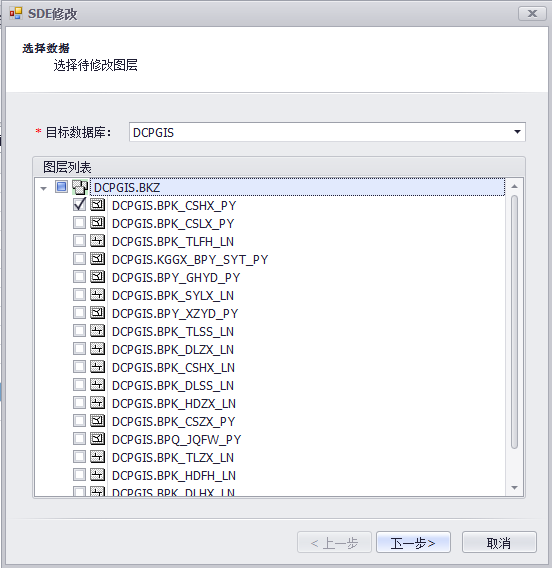 SDE修改
选择数据
选择待修改图层
* 目标数据库： DCPGIS
图层列表
DCPGIS.BKZ
DCPGIS.BPK_CSHX_PY
DCPGIS.BPK_CSLX_PY
DCPGIS.BPK_TLFH_LN
DCPGIS.KGGX_BPY_SYT_PY
DCPGIS.BPY_GHYD_PY
DCPGIS.BPK_SYLX_LN
DCPGIS.BPY_XZYD_PY
DCPGIS.BPK_TLSS_LN
DCPGIS.BPK_DLZX_LN
DCPGIS.BPK_CSHX_LN
DCPGIS.BPK_DLSS_LN
DCPGIS.BPK_HDZX_LN
DCPGIS.BPK_CSZX_PY
DCPGIS.BPQ_JQFW_PY
DCPGIS.BPK_TLZX_LN
DCPGIS.BPK_HDFH_LN
DCPGIS.BPK_DLHX_LN
< 上一步 下一步> 取消